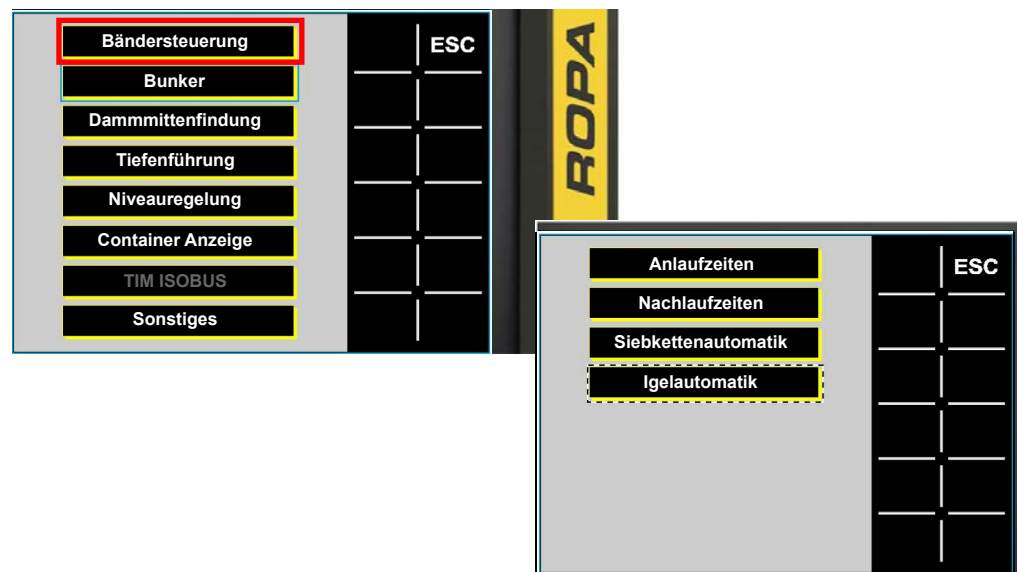 Bändersteuerung
ESC
Bunker
Dammmittenfindung
Tiefenführung
Niveauregelung
Container Anzeige
TIM ISOBUS
Sonstiges
ROPA
Anlaufzeiten
ESC
Nachlaufzeiten
Siebkettenautomatik
Igelautomatik